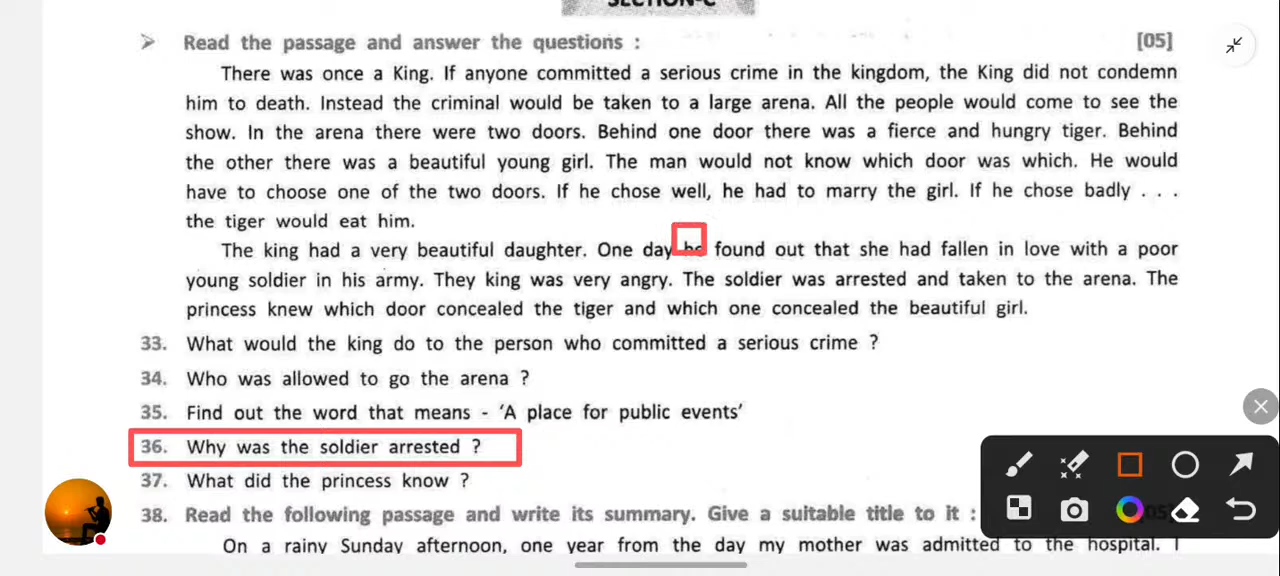 SECTION-C
➢ Read the passage and answer the questions : [05]
There was once a King. If anyone committed a serious crime in the kingdom, the King did not condemn
him to death. Instead the criminal would be taken to a large arena. All the people would come to see the
show. In the arena there were two doors. Behind one door there was a fierce and hungry tiger. Behind
the other there was a beautiful young girl. The man would not know which door was which. He would
have to choose one of the two doors. If he chose well, he had to marry the girl. If he chose badly . . .
the tiger would eat him.
The king had a very beautiful daughter. One day he found out that she had fallen in love with a poor
young soldier in his army. They king was very angry. The soldier was arrested and taken to the arena. The
princess knew which door concealed the tiger and which one concealed the beautiful girl.
33. What would the king do to the person who committed a serious crime ?
34. Who was allowed to go the arena ?
35. Find out the word that means - 'A place for public events'
36. Why was the soldier arrested ?
37. What did the princess know ?
38. Read the following passage and write its summary. Give a suitable title to it : [05]
On a rainy Sunday afternoon, one year from the day my mother was admitted to the hospital. I